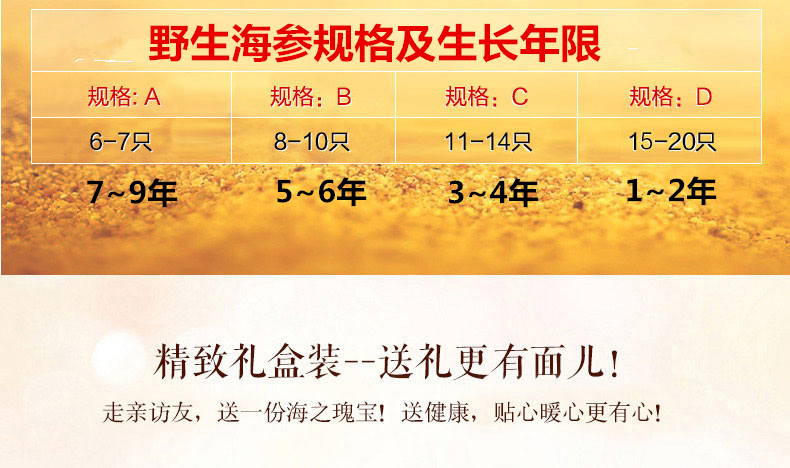 野生海参规格及生长年限
规格: A 规格：B 规格：C 规格：D
6-7只 8-10只 11-14只 15-20只
7~9年 5~6年 3~4年 1~2年
精致礼盒装--送礼更有面儿！
走亲访友，送一份海之瑰宝！送健康，贴心暖心更有心！